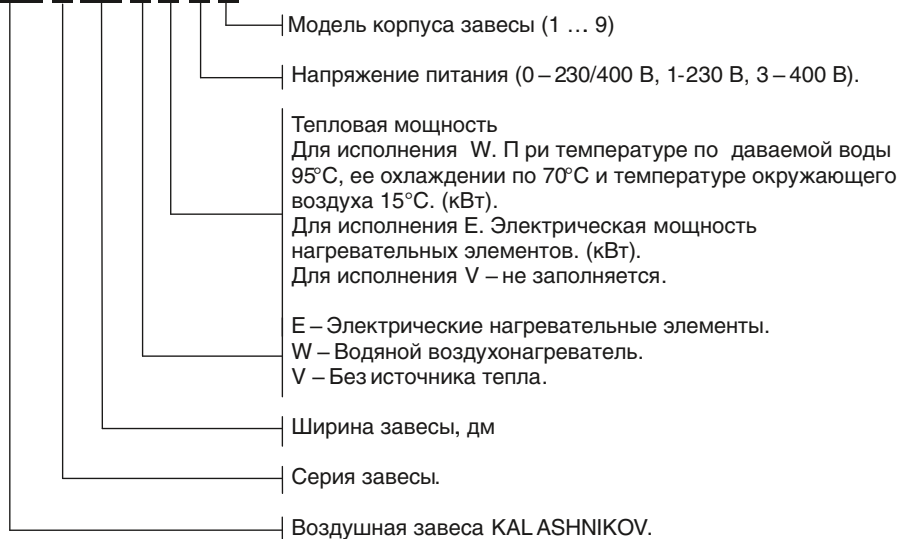 Модель корпуса завесы (1 … 9)
Напряжение питания (0 – 230/400 В, 1-230 В, 3 – 400 В).
Тепловая мощность
Для исполнения W. П ри температуре по даваемой воды
95°С, ее охлаждении по 70°С и температуре окружающего
воздуха 15°С. (кВт).
Для исполнения Е. Электрическая мощность
нагревательных элементов. (кВт).
Для исполнения V – не заполняется.
Е – Электрические нагревательные элементы.
W – Водяной воздухонагреватель.
V – Без источника тепла.
Ширина завесы, дм
Серия завесы.
Воздушная завеса KAL ASHNIKOV.